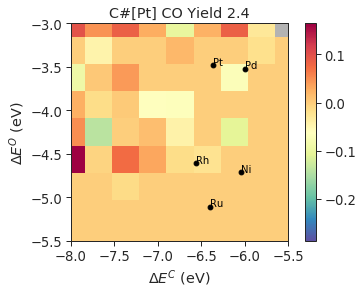 C#[Pt] CO Yield 2.4
−3.0
−3.5
−4.0
−4.5
−5.0
−5.5
ΔE^O (eV)
Pt
Pd
Rh
Ni
Ru
−8.0 −7.5 −7.0 −6.5 −6.0 −5.5
ΔE^C (eV)
0.1
0.0
−0.1
−0.2